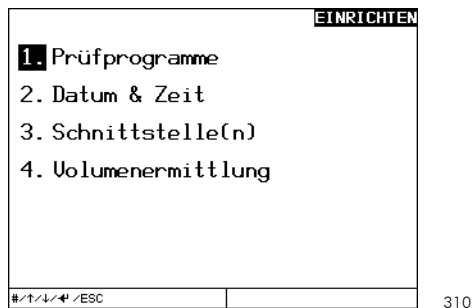 EINRICHTEN
1. Prüfprogramme
2. Datum & Zeit
3. Schnittstelle(n)
4. Volumenermittlung
#/↑/↓/↵/ESC
310